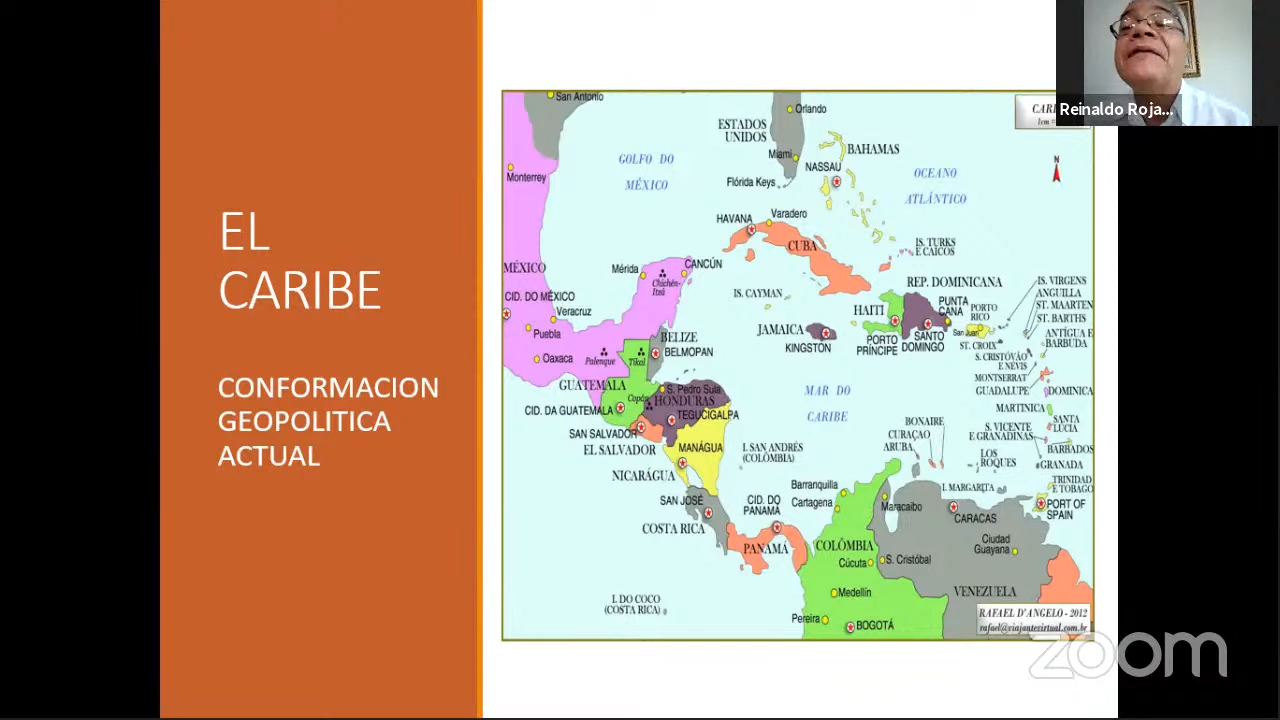 EL
CARIBE
CONFORMACION
GEOPOLITICA
ACTUAL
Reinaldo Roja...
San Antonio
Orlando
ESTADOS
UNIDOS
Miami
Flórida Keys
BAHAMAS
NASSAU
Monterrey
GOLFO DO
MÉXICO
OCEANO
ATLÂNTICO
N
HAVANA
Varadero
CUBA
IS. TURKS
E CAICOS
MÉXICO
Mérida
CANCÚN
Chichén-
Itzá
CID. DO MÉXICO
Veracruz
Puebla
Oaxaca
IS. CAYMAN
REP. DOMINICANA
PUNTA
CANA
PORTO
RICO
San Juan
HAITI
PORTO
PRÍNCIPE
SANTO
DOMINGO
JAMAICA
KINGSTON
IS. VIRGENS
ANGUILLA
ST. MAARTEN
ST. BARTHS
ST. CROIX
ANTÍGUA E
BARBUDA
S. CRISTÓVÃO
E NEVIS
MONTSERRAT
GUADALUPE
DOMINICA
MARTINICA
SANTA
LUCIA
S. VICENTE
E GRANADINAS
BARBADOS
GRANADA
TRINIDAD
E TOBAGO
PORT OF
SPAIN
BELIZE
BELMOPAN
Palenque
Tikal
GUATEMALA
Copán
S. Pedro Sula
HONDURAS
TEGUCIGALPA
CID. DA GUATEMALA
SAN SALVADOR
EL SALVADOR
MANÁGUA
NICARÁGUA
MAR DO
CARIBE
I. SAN ANDRÉS
(COLÔMBIA)
BONAIRE
CURAÇAO
ARUBA
LOS
ROQUES
I. MARGARITA
SAN JOSÉ
COSTA RICA
CID. DO
PANAMÁ
PANAMÁ
Barranquilla
Cartagena
Maracaibo
CARACAS
Ciudad
Guayana
COLÔMBIA
Cúcuta
S. Cristóbal
VENEZUELA
Medellín
Pereira
BOGOTÁ
I. DO COCO
(COSTA RICA)
RAFAEL D'ANGELO - 2012
rafael@viajantevirtual.com.br
zoom